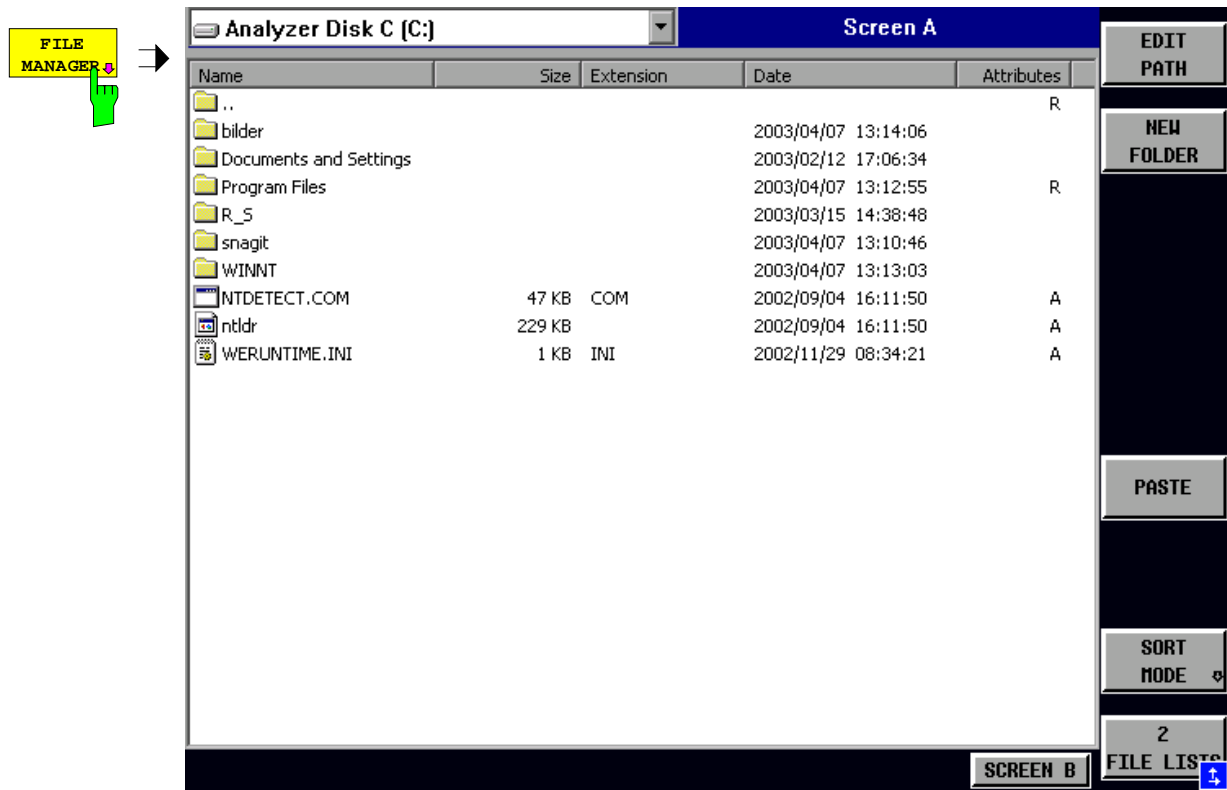 FILE
MANAGER
Analyzer Disk C (C:)
Screen A
Name Size Extension Date Attributes
.. R
bilder 2003/04/07 13:14:06
Documents and Settings 2003/02/12 17:06:34
Program Files 2003/04/07 13:12:55 R
R_S 2003/03/15 14:38:48
snagit 2003/04/07 13:10:46
WINNT 2003/04/07 13:13:03
NTDETECT.COM 47 KB COM 2002/09/04 16:11:50 A
ntldr 229 KB 2002/09/04 16:11:50 A
WERUNTIME.INI 1 KB INI 2002/11/29 08:34:21 A
EDIT
PATH
NEW
FOLDER
PASTE
SORT
MODE
2
FILE LISTS
SCREEN B